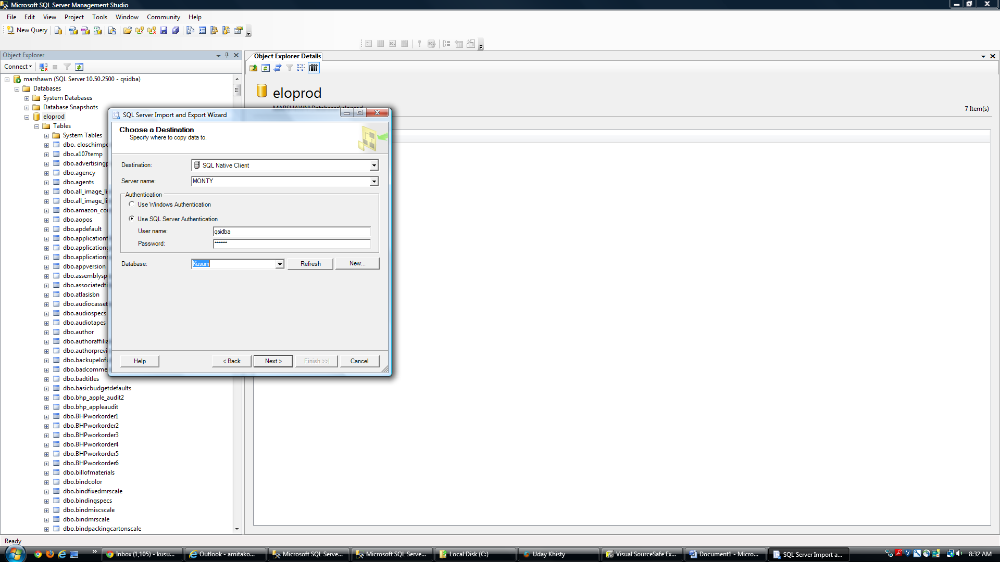 Microsoft SQL Server Management Studio
File Edit View Project Tools Window Community Help
New Query
Object Explorer
Connect
marshawn (SQL Server 10.50.2500 - qsidba)
Databases
System Databases
Database Snapshots
eloprod
Tables
System Tables
dbo. eloschimpo
dbo.a107temp
dbo.advertisingp
dbo.agency
dbo.agents
dbo.all_image_li
dbo.all_image_li
dbo.amazon_co
dbo.aopos
dbo.apdefault
dbo.applicationf
dbo.application
dbo.application
dbo.appversion
dbo.assemblysp
dbo.associatedti
dbo.atlasisbn
dbo.audiocasset
dbo.audiospecs
dbo.audiotapes
dbo.author
dbo.authoraffilia
dbo.authorprevi
dbo.backupelofu
dbo.badcomme
dbo.badtitles
dbo.basicbudgetdefaults
dbo.bhp_apple_audit2
dbo.bhp_appleaudit
dbo.BHPworkorder1
dbo.BHPworkorder2
dbo.BHPworkorder3
dbo.BHPworkorder4
dbo.BHPworkorder5
dbo.BHPworkorder6
dbo.billofmaterials
dbo.bindcolor
dbo.bindfixedmrscale
dbo.bindingspecs
dbo.bindmiscscale
dbo.bindmrscale
dbo.bindpackingcartonscale
Object Explorer Details
eloprod
7 Item(s)
SQL Server Import and Export Wizard
Choose a Destination
Specify where to copy data to.
Destination: SQL Native Client
Server name: MONTY
Authentication
Use Windows Authentication
Use SQL Server Authentication
User name: qsidba
Password: ******
Database: Kusum Refresh New...
Help < Back Next > Finish >>| Cancel
Ready
Inbox (1,105) - kusu...
Outlook - amitako...
Microsoft SQL Serve...
Microsoft SQL Serve...
Local Disk (C:)
Uday Khisty
Visual SourceSafe Ex...
Document1 - Micro...
SQL Server Import a...
8:32 AM